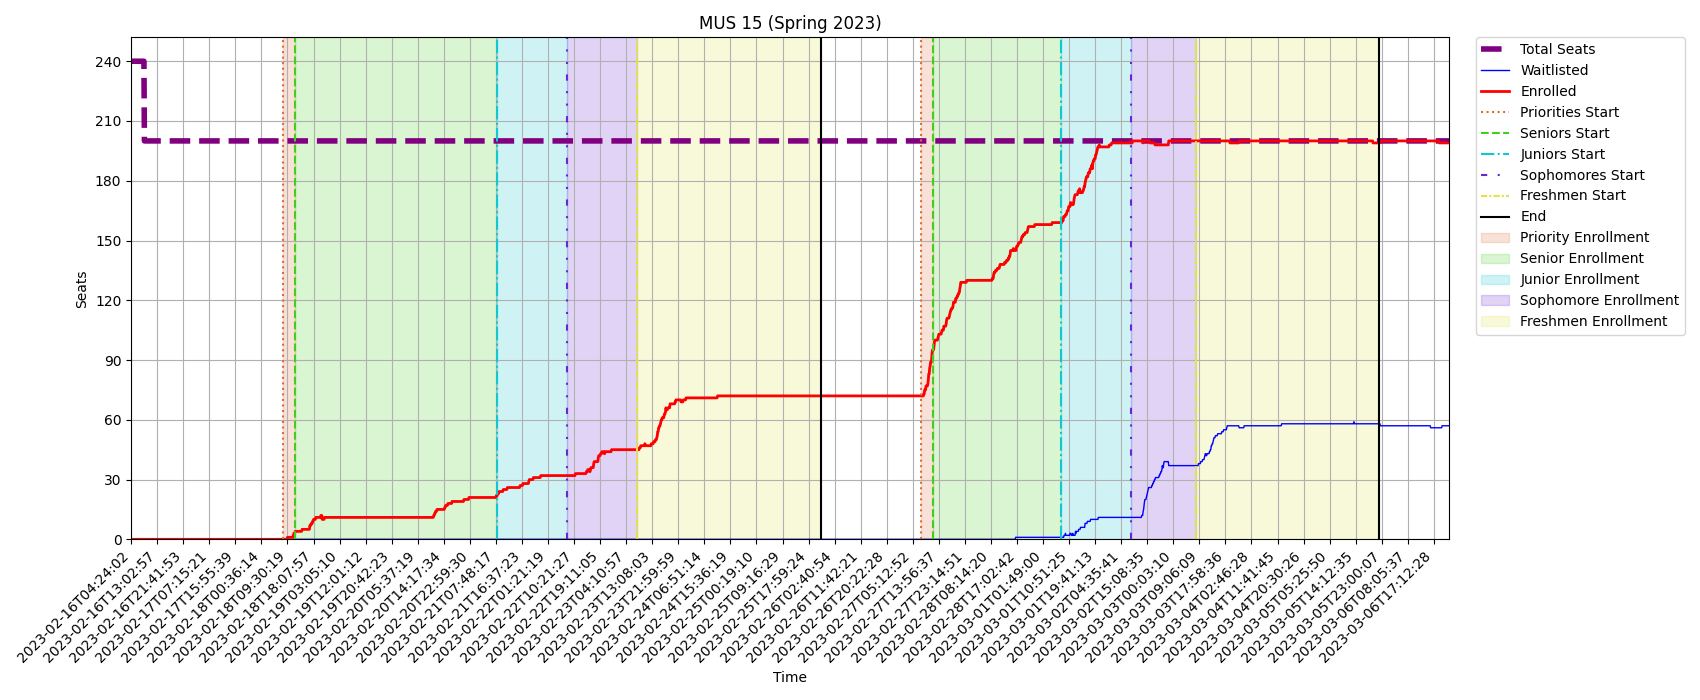 MUS 15 (Spring 2023)
Seats
240
210
180
150
120
90
60
30
0
2023-02-16T04:24:02
2023-02-16T13:02:57
2023-02-16T21:41:53
2023-02-17T07:15:21
2023-02-17T15:55:39
2023-02-18T00:36:14
2023-02-18T09:30:19
2023-02-18T18:07:57
2023-02-19T03:05:10
2023-02-19T12:01:12
2023-02-19T20:42:23
2023-02-20T05:37:19
2023-02-20T14:17:34
2023-02-20T22:59:30
2023-02-21T07:48:17
2023-02-21T16:37:23
2023-02-22T01:21:19
2023-02-22T10:21:27
2023-02-22T19:11:05
2023-02-23T04:10:57
2023-02-23T13:08:03
2023-02-23T21:59:59
2023-02-24T06:51:14
2023-02-24T15:36:19
2023-02-25T00:19:10
2023-02-25T09:16:29
2023-02-25T17:59:24
2023-02-26T02:40:54
2023-02-26T11:42:21
2023-02-26T20:22:28
2023-02-27T05:12:52
2023-02-27T13:56:37
2023-02-27T23:14:51
2023-02-28T08:14:20
2023-02-28T17:02:42
2023-03-01T01:49:00
2023-03-01T10:51:25
2023-03-01T19:41:13
2023-03-02T04:35:41
2023-03-02T15:08:35
2023-03-03T00:03:10
2023-03-03T09:06:09
2023-03-03T17:58:36
2023-03-04T02:46:28
2023-03-04T11:41:45
2023-03-04T20:30:26
2023-03-05T05:25:50
2023-03-05T14:12:35
2023-03-05T23:00:07
2023-03-06T08:05:37
2023-03-06T17:12:28
Time
Total Seats
Waitlisted
Enrolled
Priorities Start
Seniors Start
Juniors Start
Sophomores Start
Freshmen Start
End
Priority Enrollment
Senior Enrollment
Junior Enrollment
Sophomore Enrollment
Freshmen Enrollment